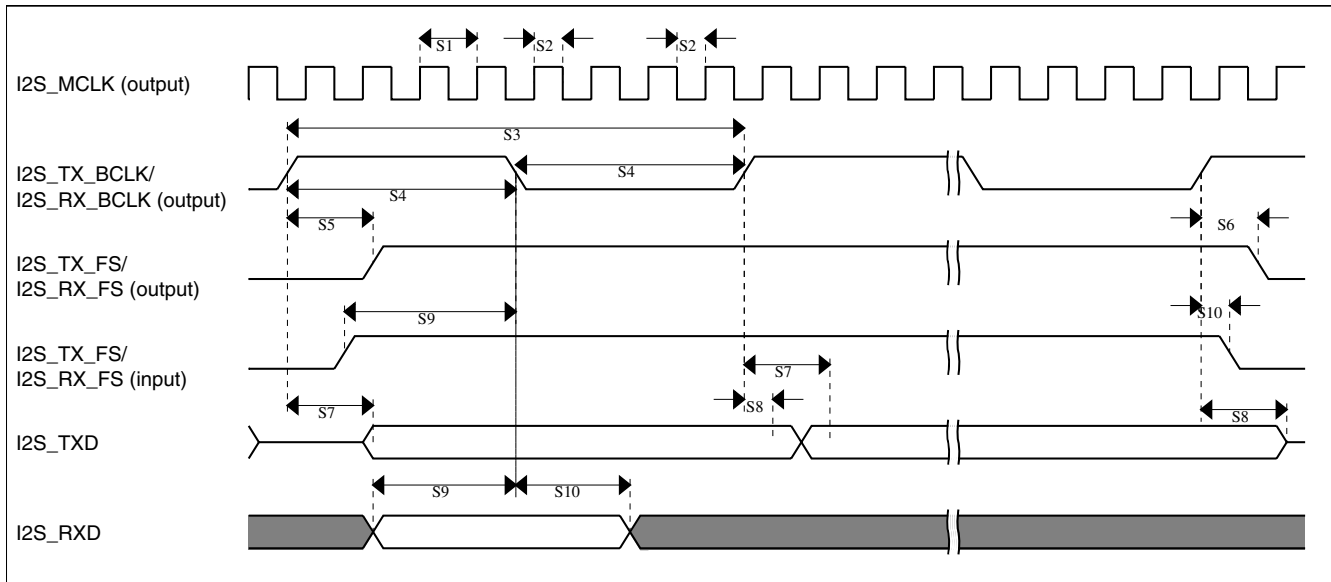 S1
S2
S2
I2S_MCLK (output)
S3
I2S_TX_BCLK/
I2S_RX_BCLK (output)
S4
S4
S5
S6
I2S_TX_FS/
I2S_RX_FS (output)
S9
S10
I2S_TX_FS/
I2S_RX_FS (input)
S7
S7
S8
S8
I2S_TXD
S9
S10
I2S_RXD